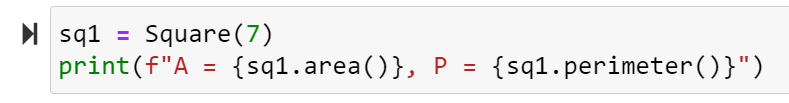 sq1 = Square(7)
print(f"A = {sq1.area()}, P = {sq1.perimeter()}")